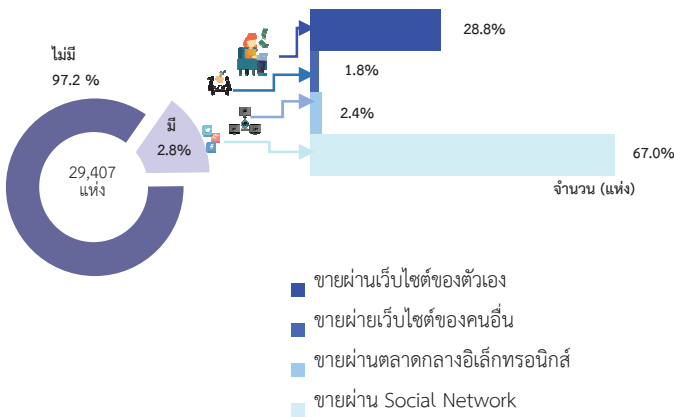 ไม่มี
97.2 %
มี
2.8%
29,407
แห่ง
28.8%
1.8%
2.4%
67.0%
จำนวน (แห่ง)
ขายผ่านเว็บไซต์ของตัวเอง
ขายผ่ายเว็บไซต์ของคนอื่น
ขายผ่านตลาดกลางอิเล็กทรอนิกส์
ขายผ่าน Social Network